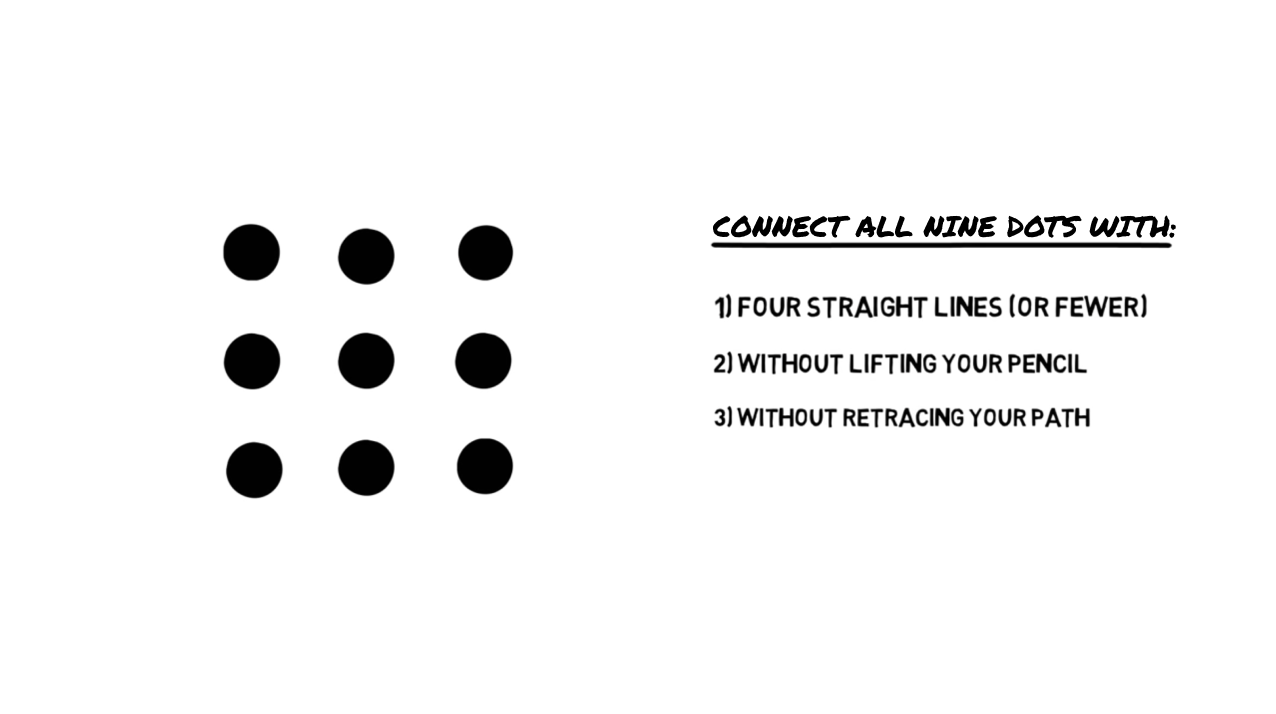 CONNECT ALL NINE DOTS WITH:
1) FOUR STRAIGHT LINES (OR FEWER)
2) WITHOUT LIFTING YOUR PENCIL
3) WITHOUT RETRACING YOUR PATH